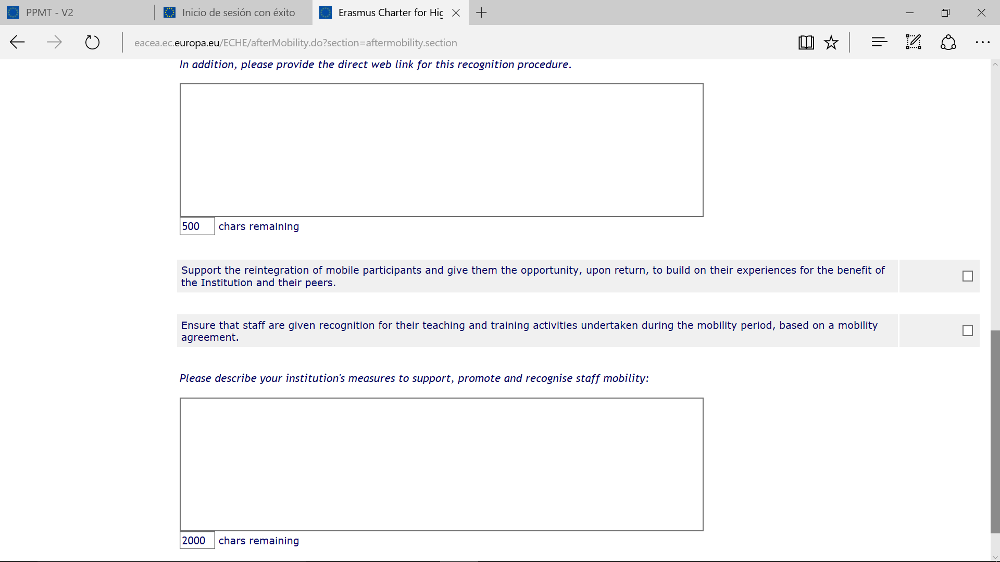 PPMT - V2
Inicio de sesión con éxito
Erasmus Charter for Hig
eacea.ec.europa.eu/ECHE/afterMobility.do?section=aftermobility.section
In addition, please provide the direct web link for this recognition procedure.
500 chars remaining
Support the reintegration of mobile participants and give them the opportunity, upon return, to build on their experiences for the benefit of
the Institution and their peers.
Ensure that staff are given recognition for their teaching and training activities undertaken during the mobility period, based on a mobility
agreement.
Please describe your institution's measures to support, promote and recognise staff mobility:
2000 chars remaining